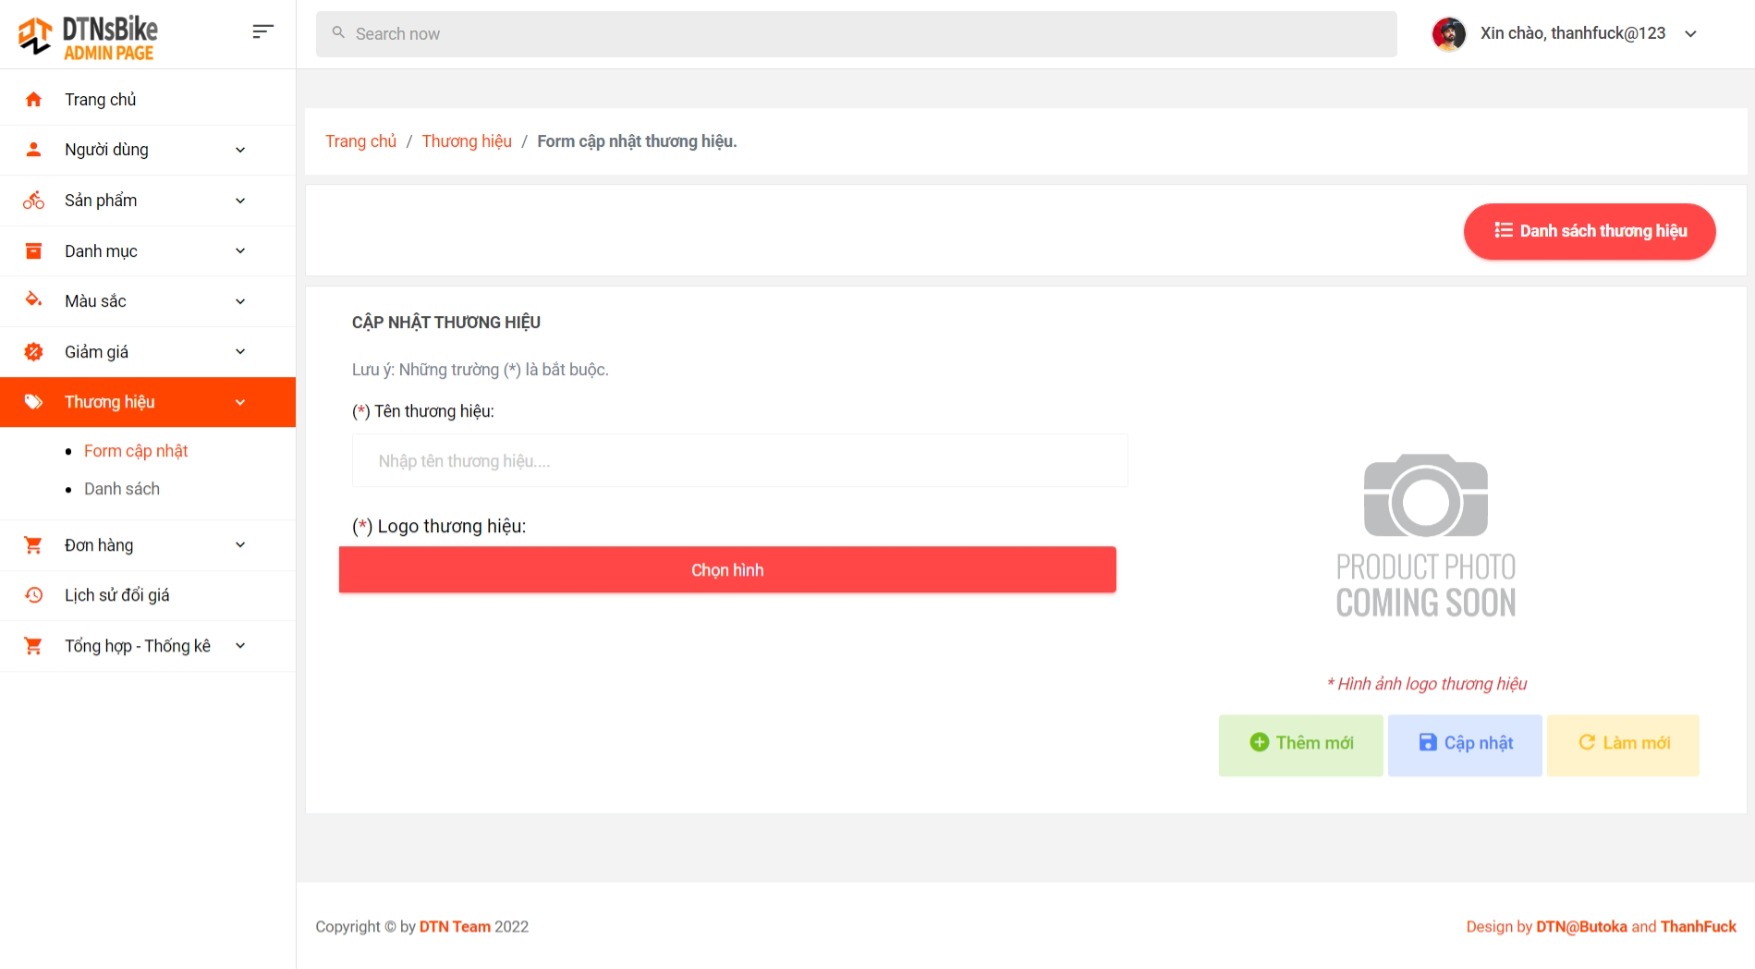 DTNsBike
ADMIN PAGE
Search now
Xin chào, thanhfuck@123
Trang chủ
Người dùng
Sản phẩm
Danh mục
Màu sắc
Giảm giá
Thương hiệu
Form cập nhật
Danh sách
Đơn hàng
Lịch sử đổi giá
Tổng hợp - Thống kê
Trang chủ / Thương hiệu / Form cập nhật thương hiệu.
Danh sách thương hiệu
CẬP NHẬT THƯƠNG HIỆU
Lưu ý: Những trường (*) là bắt buộc.
(*) Tên thương hiệu:
Nhập tên thương hiệu....
(*) Logo thương hiệu:
Chọn hình
PRODUCT PHOTO
COMING SOON
* Hình ảnh logo thương hiệu
Thêm mới
Cập nhật
Làm mới
Copyright © by DTN Team 2022
Design by DTN@Butoka and ThanhFuck